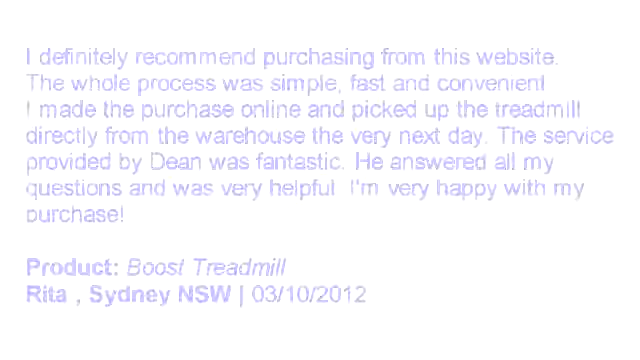 I definitely recommend purchasing from this website.
The whole process was simple, fast and convenient
I made the purchase online and picked up the treadmill
directly from the warehouse the very next day. The service
provided by Dean was fantastic. He answered all my
questions and was very helpful. I'm very happy with my
purchase!
Product: Boost Treadmill
Rita , Sydney NSW | 03/10/2012